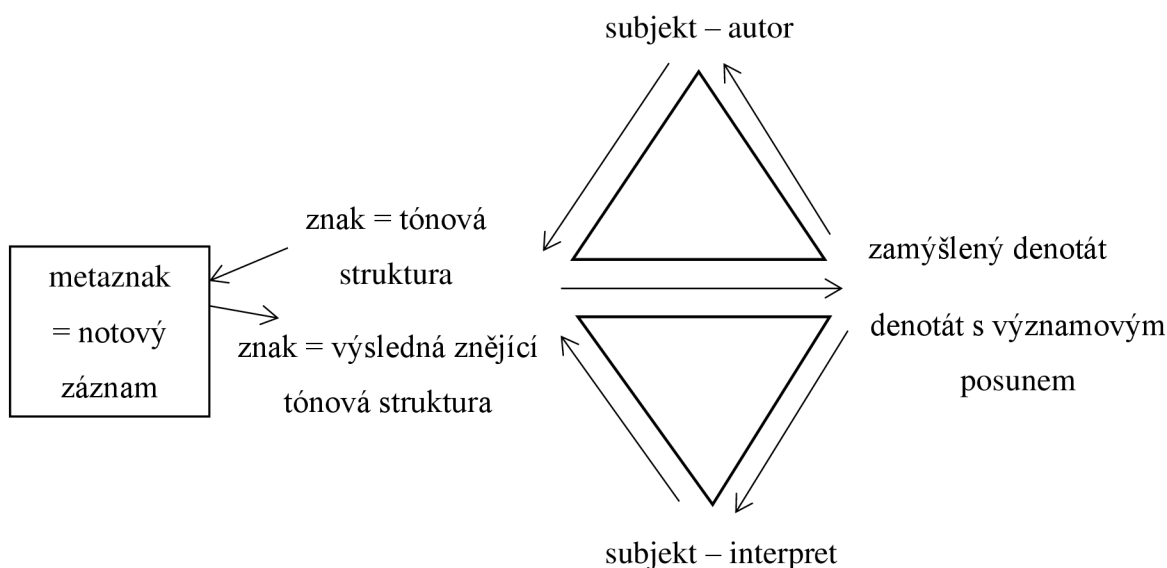 subjekt – autor
znak = tónová
struktura
zamýšlený denotát
metaznak
= notový
záznam
znak = výsledná znějící
tónová struktura
denotát s významovým
posunem
subjekt – interpret